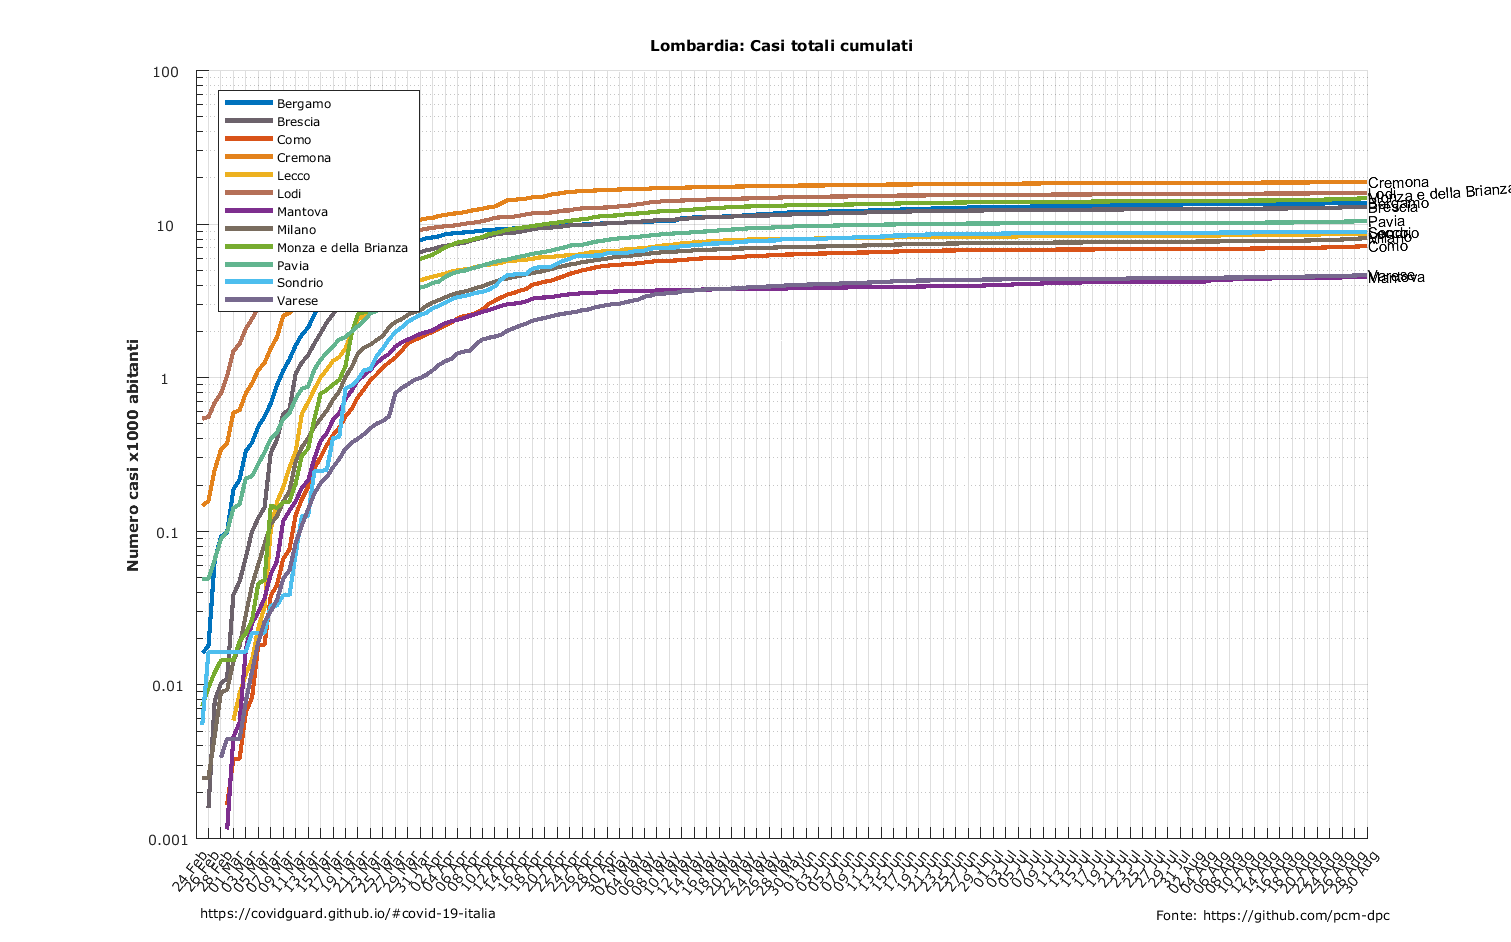 Lombardia: Casi totali cumulati
100
10
1
0.1
0.01
0.001
Numero casi x1000 abitanti
Bergamo
Brescia
Como
Cremona
Lecco
Lodi
Mantova
Milano
Monza e della Brianza
Pavia
Sondrio
Varese
Cremona
Lodi
Monza e della Brianza
Bergamo
Brescia
Pavia
Sondrio
Lecco
Milano
Como
Varese
Mantova
24 Feb
26 Feb
28 Feb
01 Mar
03 Mar
05 Mar
07 Mar
09 Mar
11 Mar
13 Mar
15 Mar
17 Mar
19 Mar
21 Mar
23 Mar
25 Mar
27 Mar
29 Mar
31 Mar
02 Apr
04 Apr
06 Apr
08 Apr
10 Apr
12 Apr
14 Apr
16 Apr
18 Apr
20 Apr
22 Apr
24 Apr
26 Apr
28 Apr
30 Apr
02 May
04 May
06 May
08 May
10 May
12 May
14 May
16 May
18 May
20 May
22 May
24 May
26 May
28 May
30 May
01 Jun
03 Jun
05 Jun
07 Jun
09 Jun
11 Jun
13 Jun
15 Jun
17 Jun
19 Jun
21 Jun
23 Jun
25 Jun
27 Jun
29 Jun
01 Jul
03 Jul
05 Jul
07 Jul
09 Jul
11 Jul
13 Jul
15 Jul
17 Jul
19 Jul
21 Jul
23 Jul
25 Jul
27 Jul
29 Jul
31 Jul
02 Aug
04 Aug
06 Aug
08 Aug
10 Aug
12 Aug
14 Aug
16 Aug
18 Aug
20 Aug
22 Aug
24 Aug
26 Aug
28 Aug
30 Aug
https://covidguard.github.io/#covid-19-italia
Fonte: https://github.com/pcm-dpc